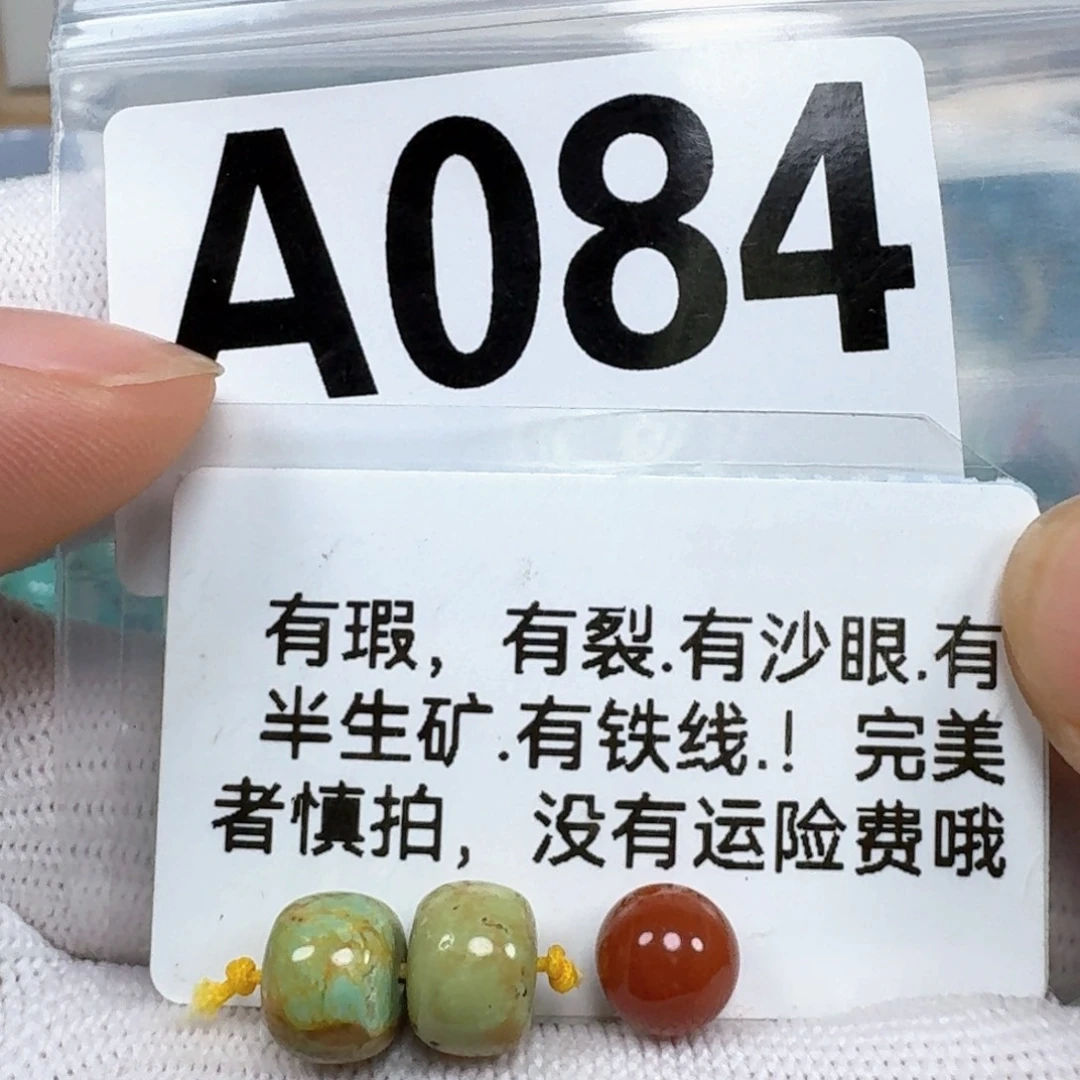 A084
有瑕，有裂.有沙眼.有
半生矿.有铁线.！完美
者慎拍，没有运险费哦